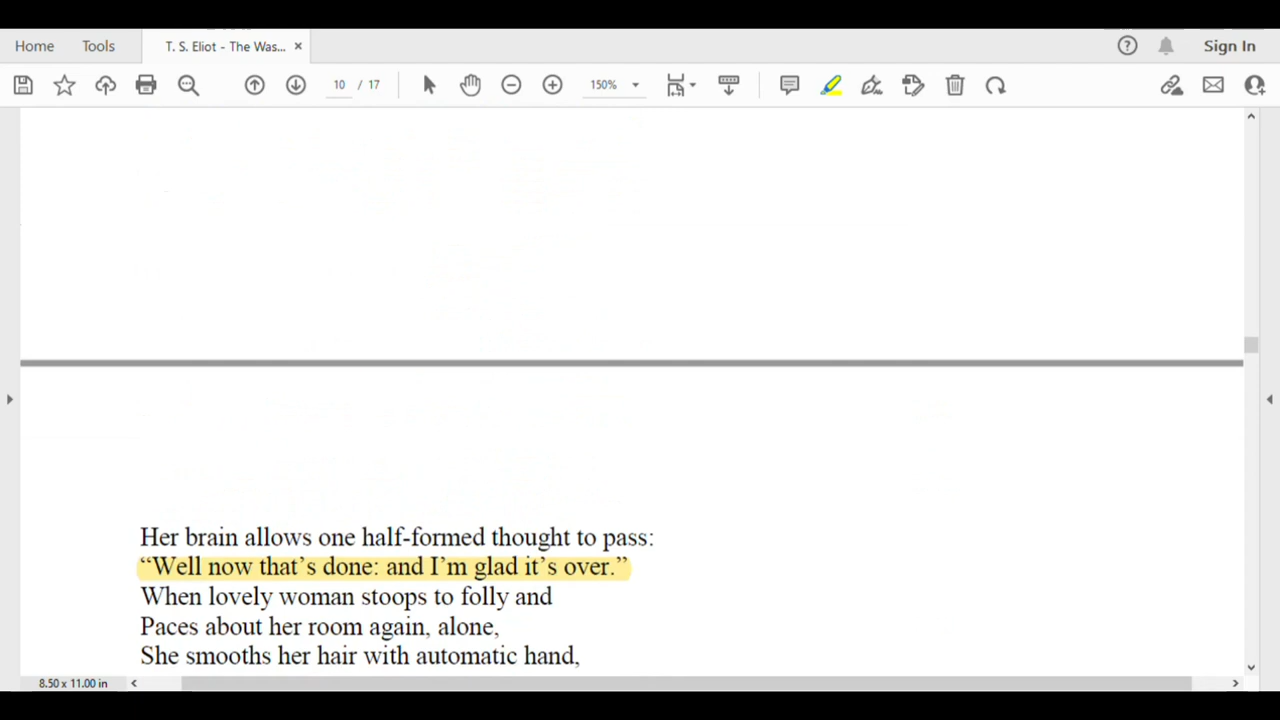 Home Tools T. S. Eliot - The Was... × Sign In
10 / 17 150%
Her brain allows one half-formed thought to pass:
“Well now that’s done: and I’m glad it’s over.”
When lovely woman stoops to folly and
Paces about her room again, alone,
She smooths her hair with automatic hand,
8.50 x 11.00 in